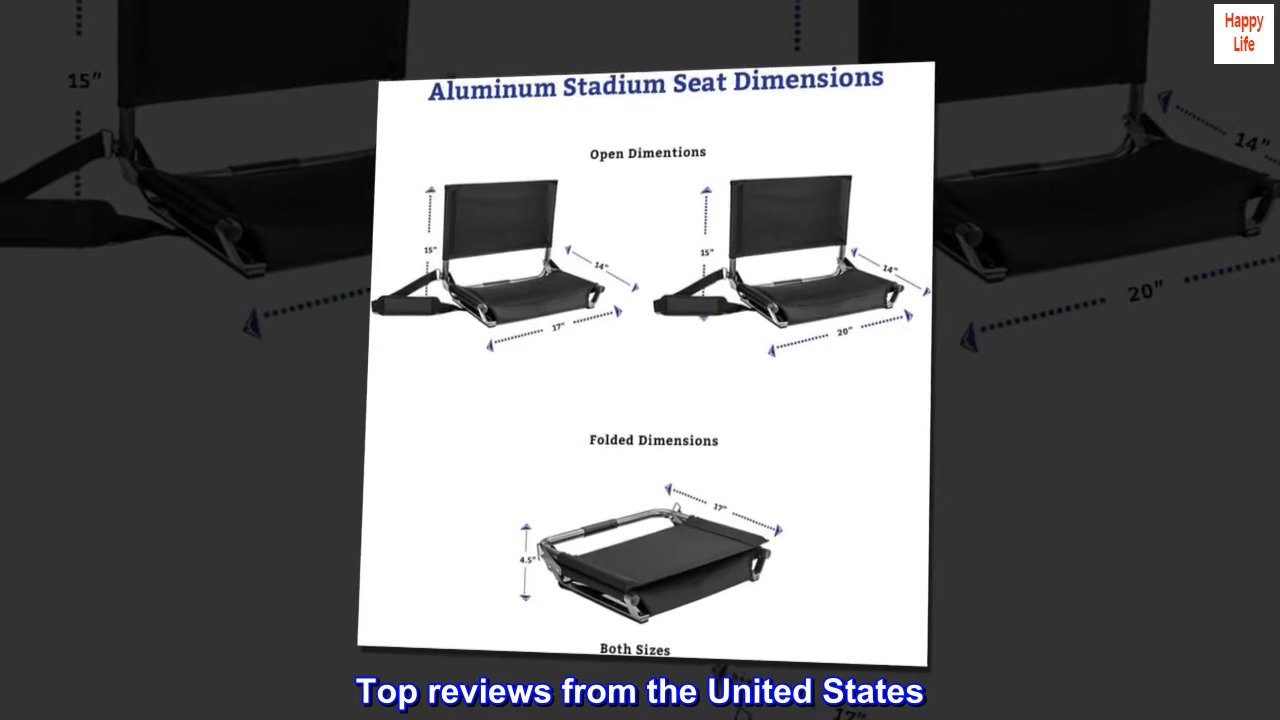 Happy
Life
Aluminum Stadium Seat Dimensions
Open Dimentions
15”
14”
17”
15”
14”
20”
Folded Dimensions
17”
4.5”
Both Sizes
15”
14”
20”
17”
Top reviews from the United States